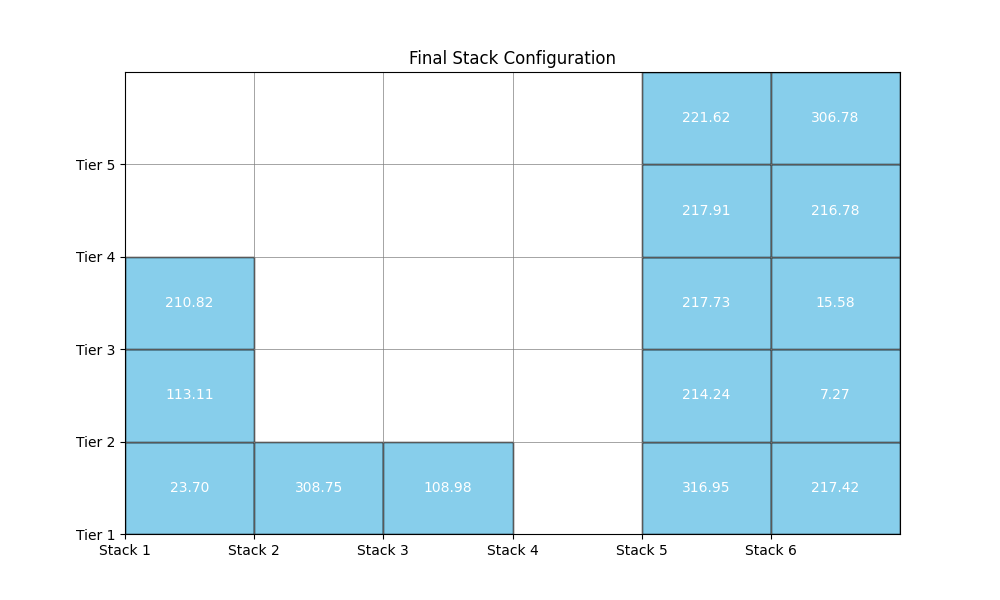 Final Stack Configuration
221.62 306.78
Tier 5
217.91 216.78
Tier 4
210.82 217.73 15.58
Tier 3
113.11 214.24 7.27
Tier 2
23.70 308.75 108.98 316.95 217.42
Tier 1
Stack 1 Stack 2 Stack 3 Stack 4 Stack 5 Stack 6